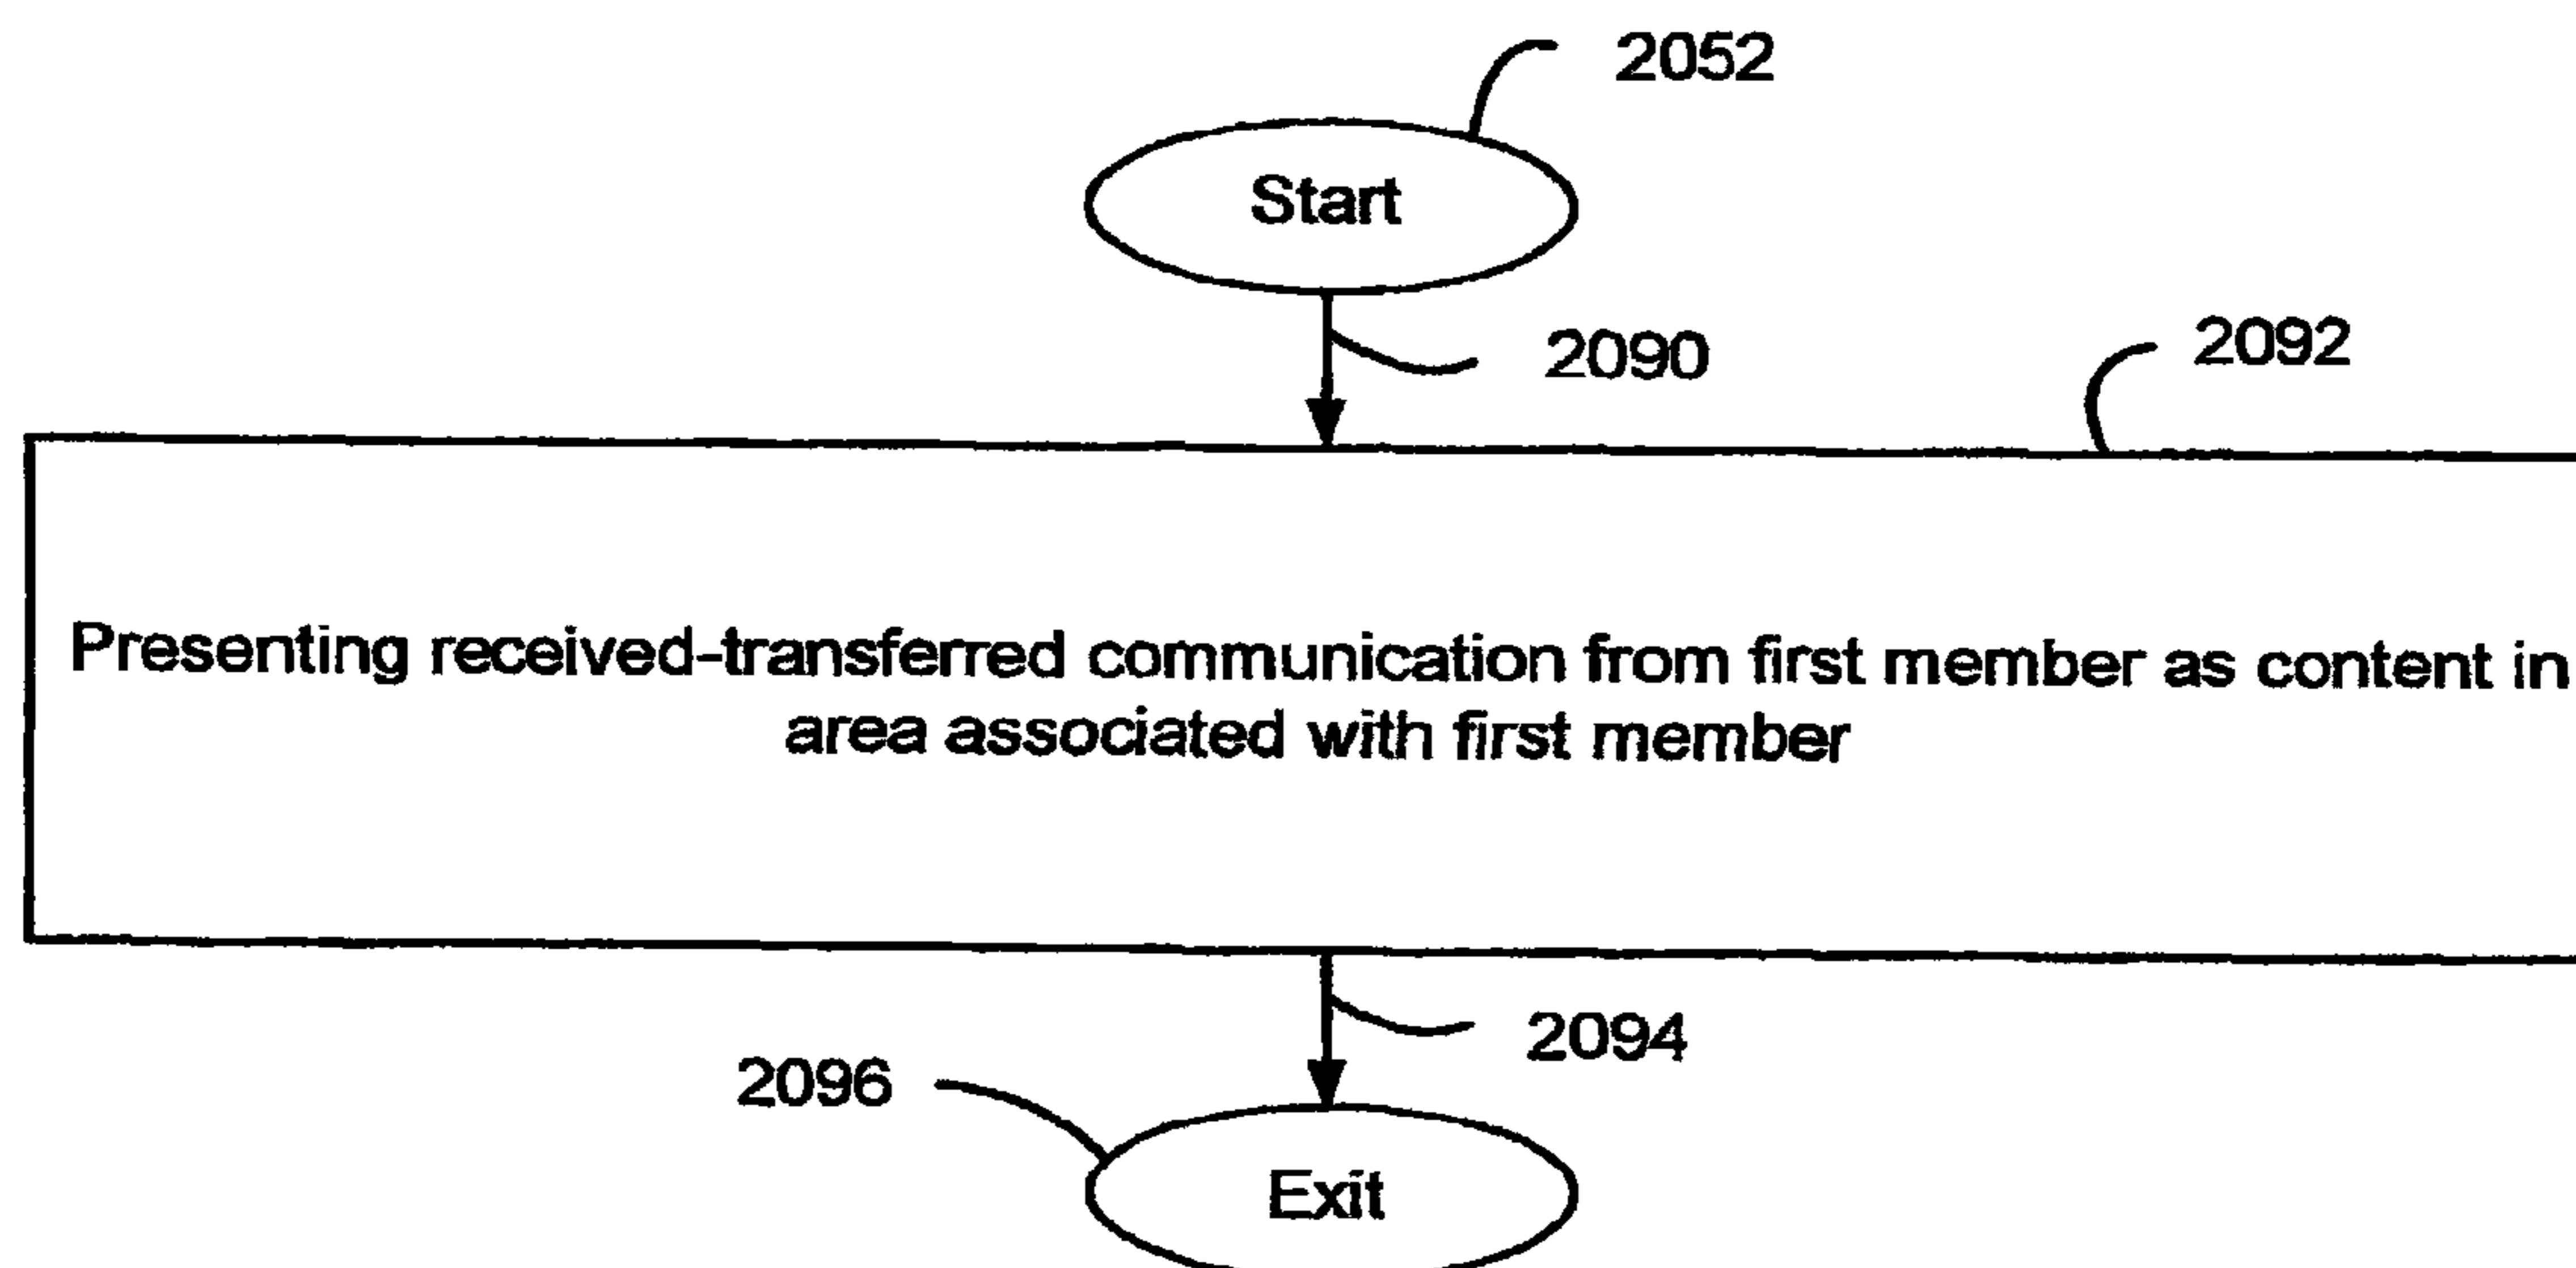 2052
Start
2090
2092
Presenting received-transferred communication from first member as content in
area associated with first member
2094
2096
Exit